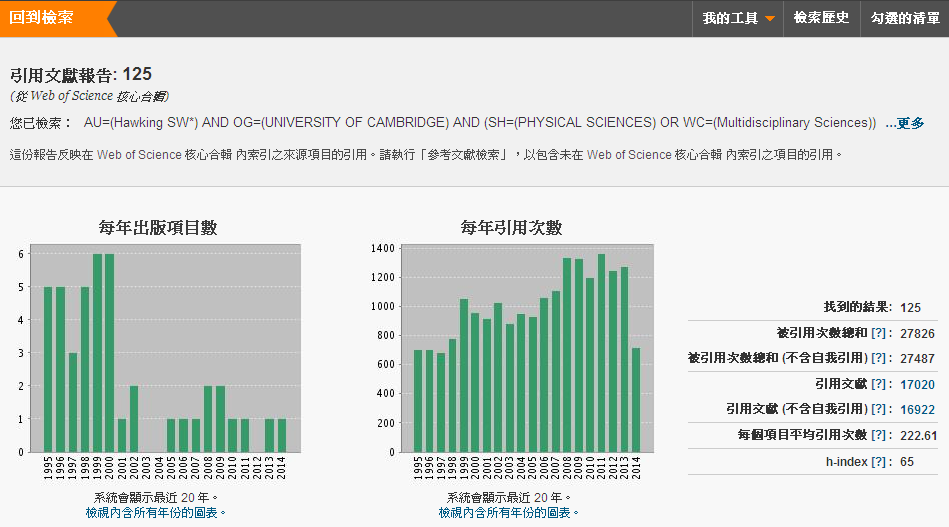 回到檢索
我的工具 檢索歷史 勾選的清單
引用文獻報告: 125
(從 Web of Science 核心合輯)
您已檢索： AU=(Hawking SW*) AND OG=(UNIVERSITY OF CAMBRIDGE) AND (SH=(PHYSICAL SCIENCES) OR WC=(Multidisciplinary Sciences)) ...更多
這份報告反映在 Web of Science 核心合輯 內索引之來源項目的引用。請執行「參考文獻檢索」，以包含未在 Web of Science 核心合輯 內索引之項目的引用。
每年出版項目數
6
5
4
3
2
1
0
1995 1996 1997 1998 1999 2000 2001 2002 2003 2004 2005 2006 2007 2008 2009 2010 2011 2012 2013 2014
系統會顯示最近 20 年。
檢視內含所有年份的圖表。
每年引用次數
1400
1200
1000
800
600
400
200
0
1995 1996 1997 1998 1999 2000 2001 2002 2003 2004 2005 2006 2007 2008 2009 2010 2011 2012 2013 2014
系統會顯示最近 20 年。
檢視內含所有年份的圖表。
找到的結果: 125
被引用次數總和 [?] : 27826
被引用次數總和 (不含自我引用) [?] : 27487
引用文獻 [?] : 17020
引用文獻 (不含自我引用) [?] : 16922
每個項目平均引用次數 [?] : 222.61
h-index [?] : 65